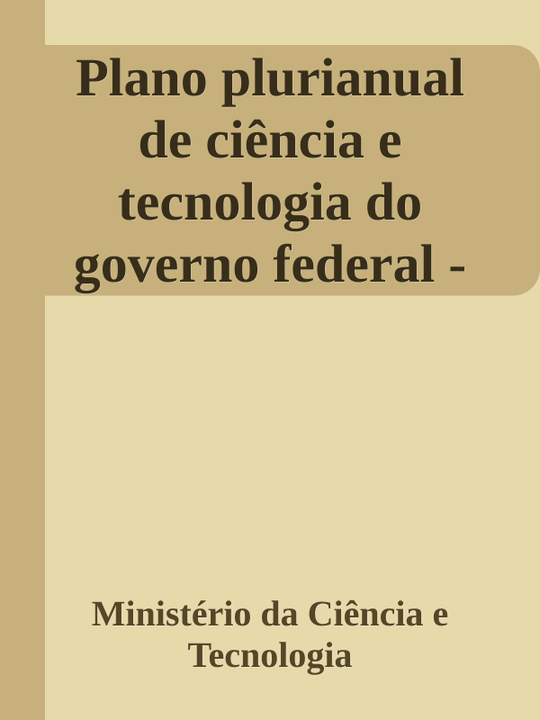 Plano plurianual
de ciência e
tecnologia do
governo federal -
Ministério da Ciência e
Tecnologia